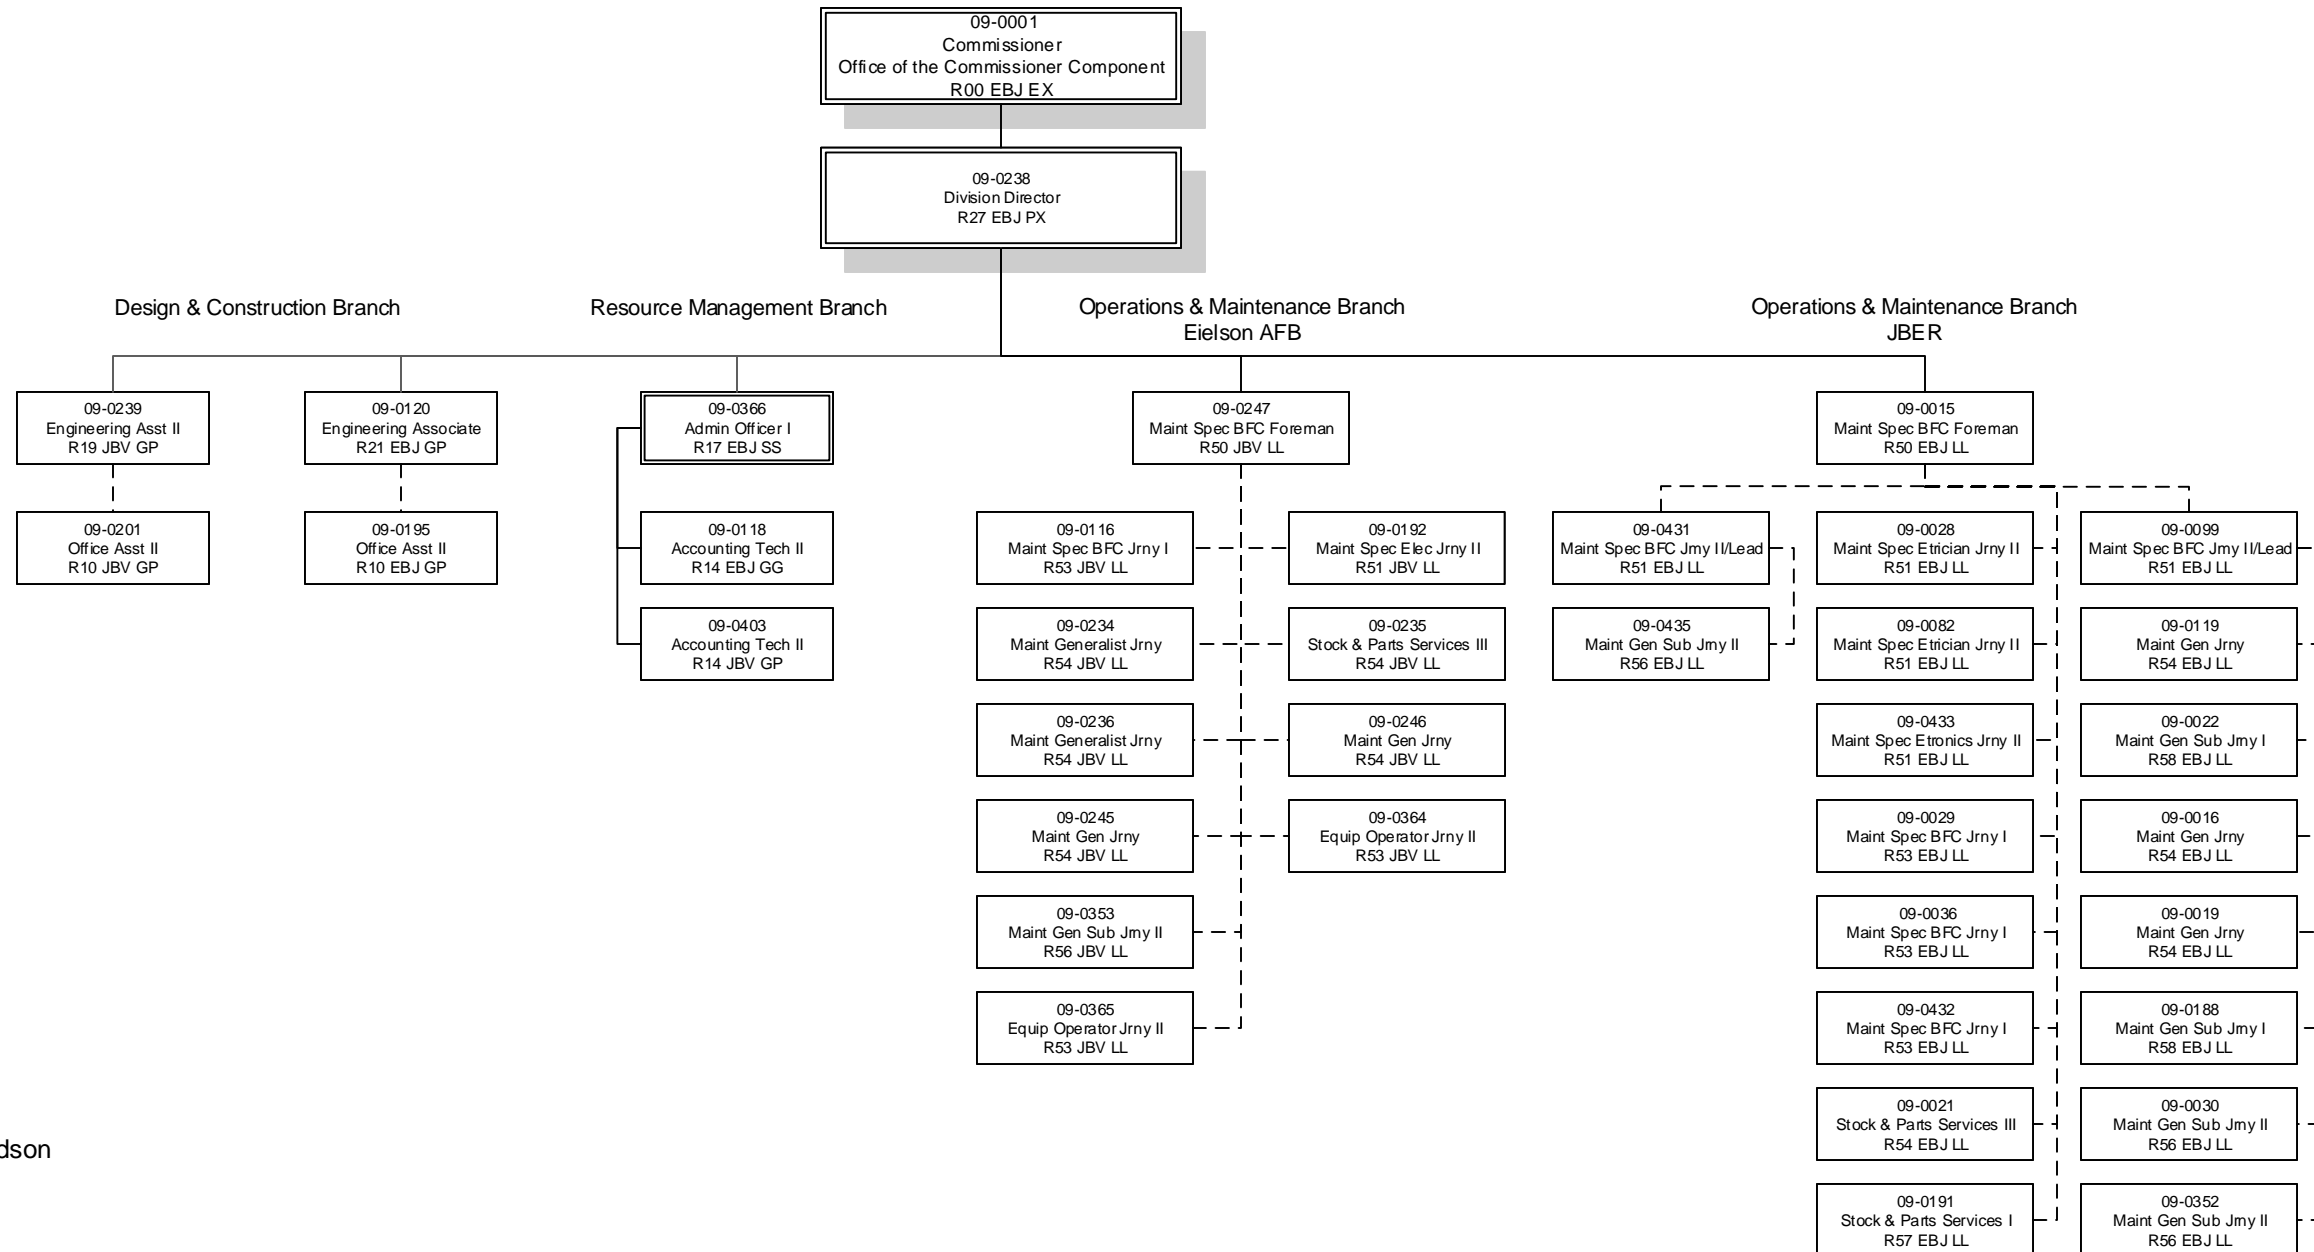 09-0001
Commissioner
Office of the Commissioner Component
R00 EBJ EX
09-0238
Division Director
R27 EBJ PX
Design & Construction Branch
Resource Management Branch
Operations & Maintenance Branch
Eielson AFB
Operations & Maintenance Branch
JBER
09-0239
Engineering Asst II
R19 JBV GP
09-0120
Engineering Associate
R21 EBJ GP
09-0366
Admin Officer I
R17 EBJ SS
09-0247
Maint Spec BFC Foreman
R50 JBV LL
09-0015
Maint Spec BFC Foreman
R50 EBJ LL
09-0201
Office Asst II
R10 JBV GP
09-0195
Office Asst II
R10 EBJ GP
09-0118
Accounting Tech II
R14 EBJ GG
09-0403
Accounting Tech II
R14 JBV GP
09-0116
Maint Spec BFC Jrny I
R53 JBV LL
09-0192
Maint Spec Elec Jrny II
R51 JBV LL
09-0234
Maint Generalist Jrny
R54 JBV LL
09-0235
Stock & Parts Services III
R54 JBV LL
09-0236
Maint Generalist Jrny
R54 JBV LL
09-0246
Maint Gen Jrny
R54 JBV LL
09-0245
Maint Gen Jrny
R54 JBV LL
09-0364
Equip Operator Jrny II
R53 JBV LL
09-0353
Maint Gen Sub Jrny II
R56 JBV LL
09-0365
Equip Operator Jrny II
R53 JBV LL
09-0431
Maint Spec BFC Jrny II/Lead
R51 EBJ LL
09-0435
Maint Gen Sub Jrny II
R56 EBJ LL
09-0028
Maint Spec Etrician Jrny II
R51 EBJ LL
09-0082
Maint Spec Etrician Jrny II
R51 EBJ LL
09-0433
Maint Spec Etronics Jrny II
R51 EBJ LL
09-0029
Maint Spec BFC Jrny I
R53 EBJ LL
09-0036
Maint Spec BFC Jrny I
R53 EBJ LL
09-0432
Maint Spec BFC Jrny I
R53 EBJ LL
09-0021
Stock & Parts Services III
R54 EBJ LL
09-0191
Stock & Parts Services I
R57 EBJ LL
09-0099
Maint Spec BFC Jrny II/Lead
R51 EBJ LL
09-0119
Maint Gen Jrny
R54 EBJ LL
09-0022
Maint Gen Sub Jrny I
R58 EBJ LL
09-0016
Maint Gen Jrny
R54 EBJ LL
09-0019
Maint Gen Jrny
R54 EBJ LL
09-0188
Maint Gen Sub Jrny I
R58 EBJ LL
09-0030
Maint Gen Sub Jrny II
R56 EBJ LL
09-0352
Maint Gen Sub Jrny II
R56 EBJ LL
dson